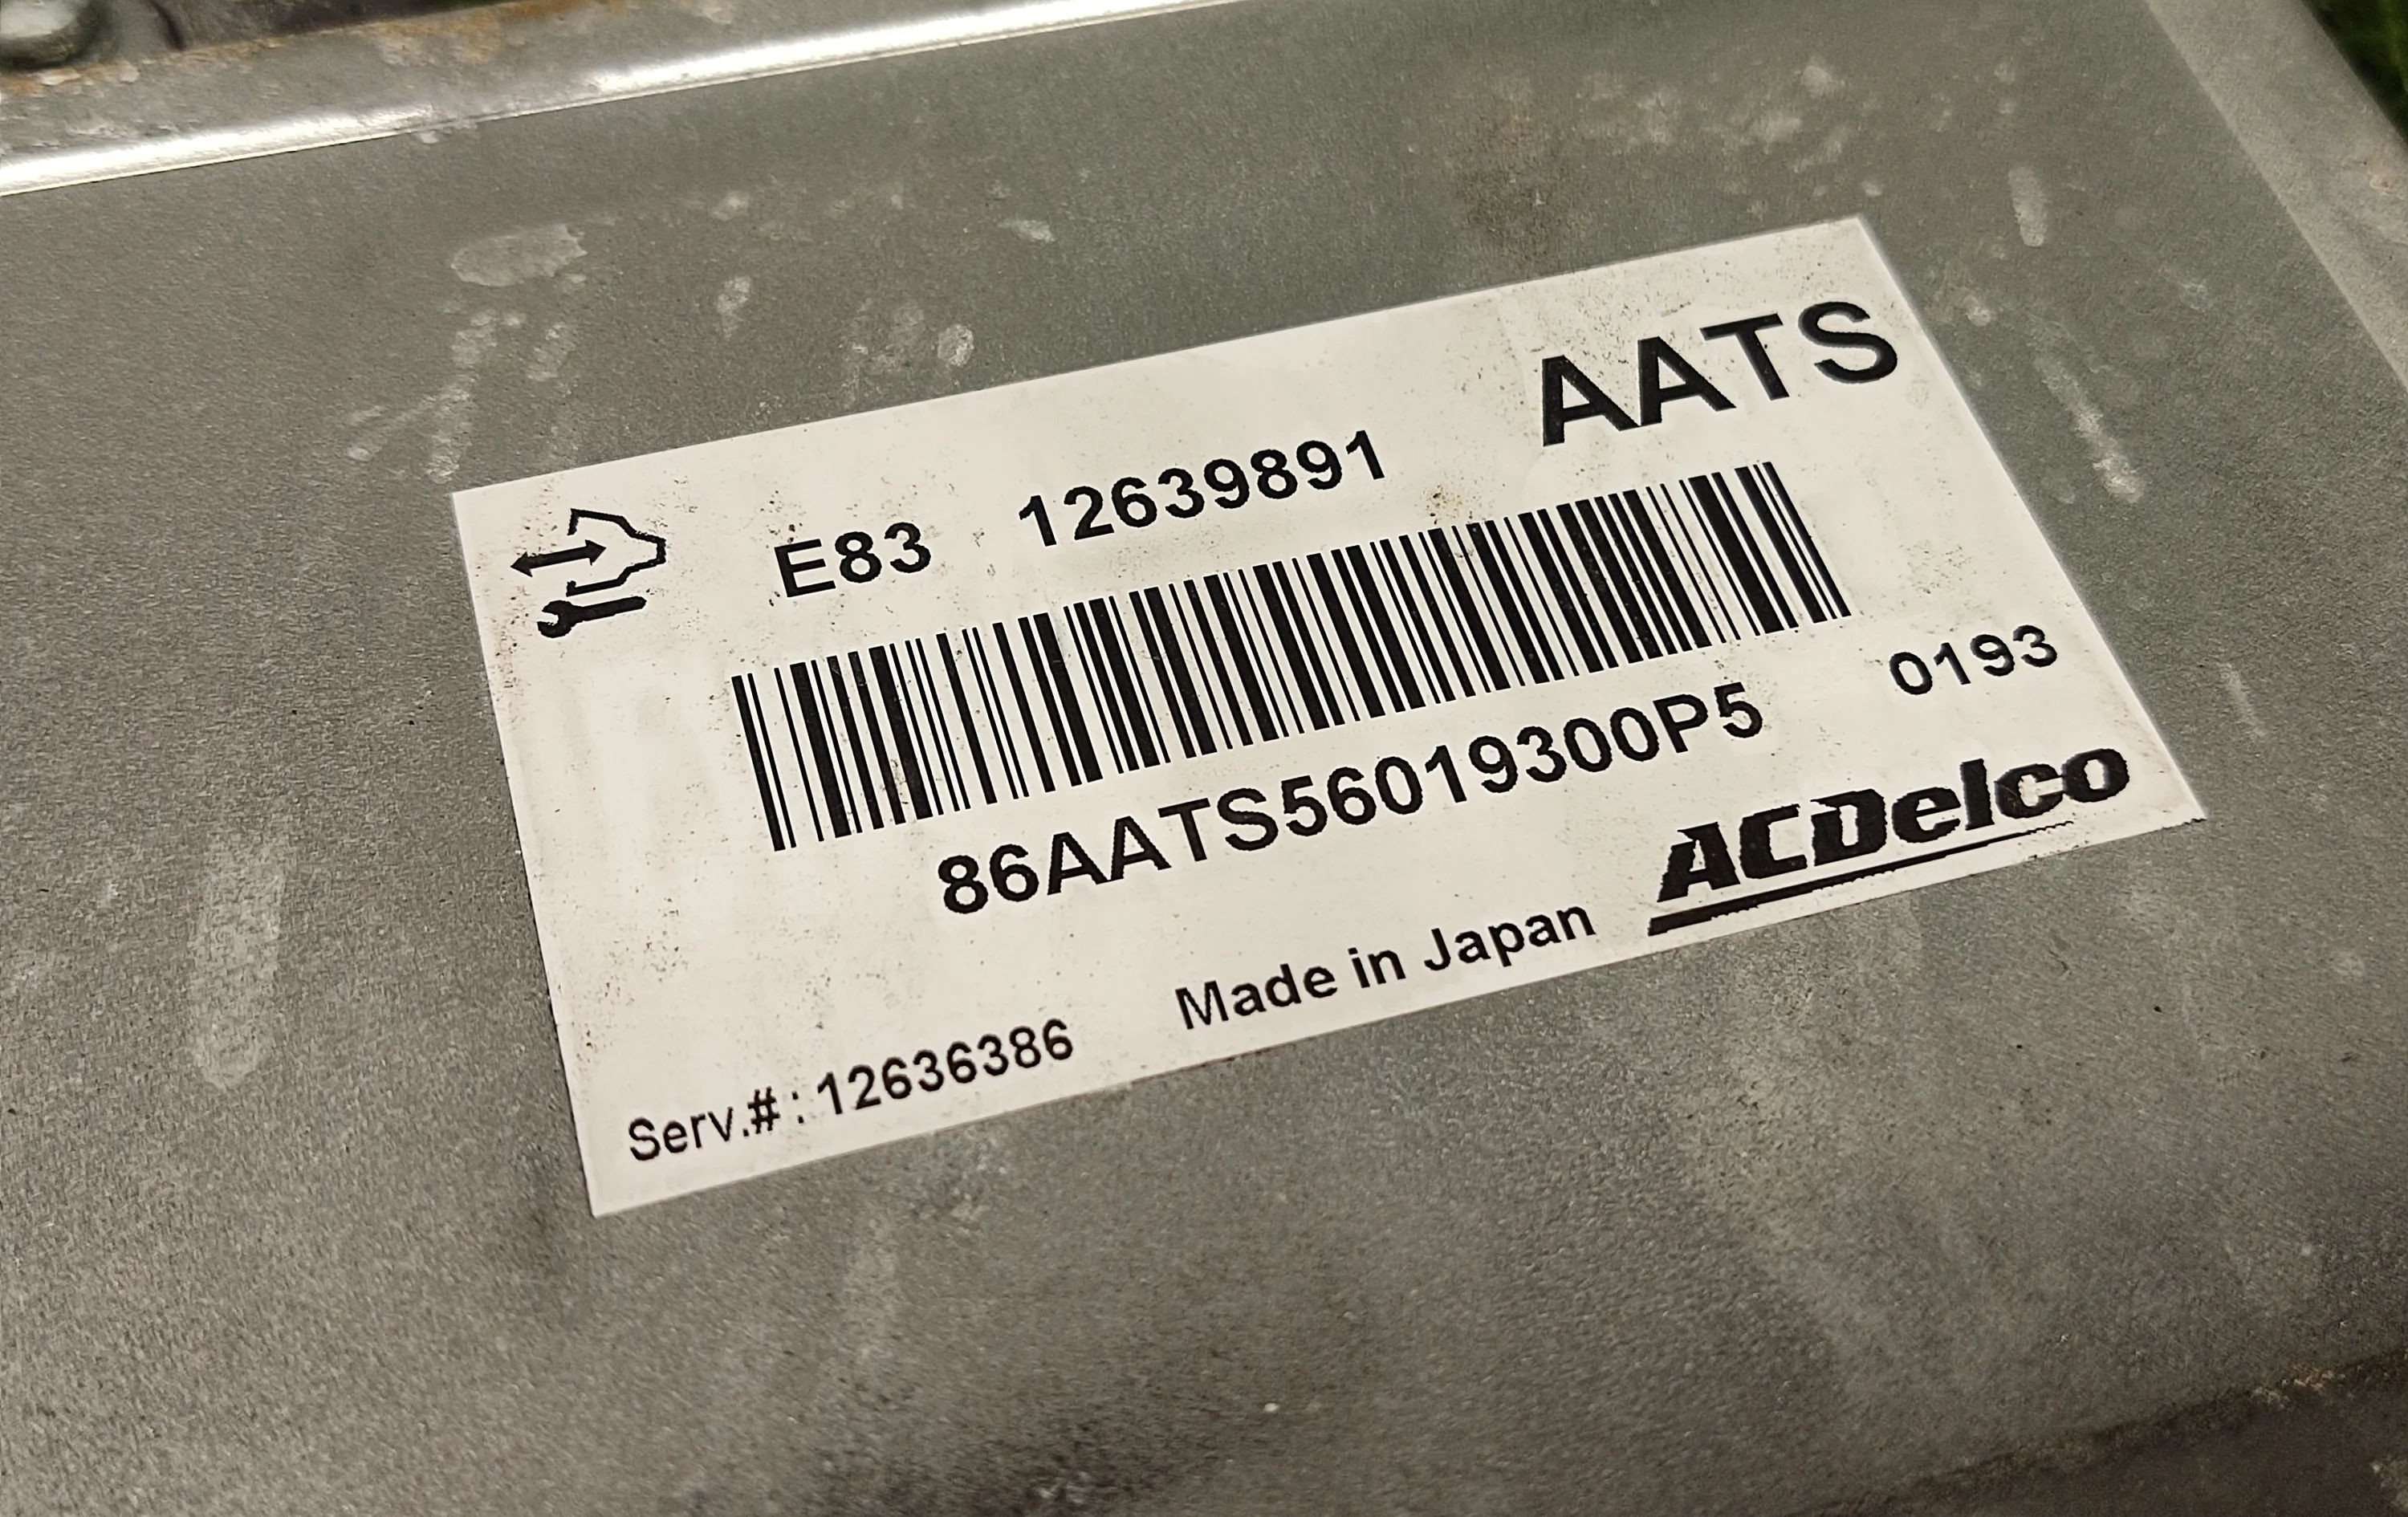 AATS
E83 12639891
86AATS56019300P5 0193
ACDelco
Serv.#: 12636386 Made in Japan